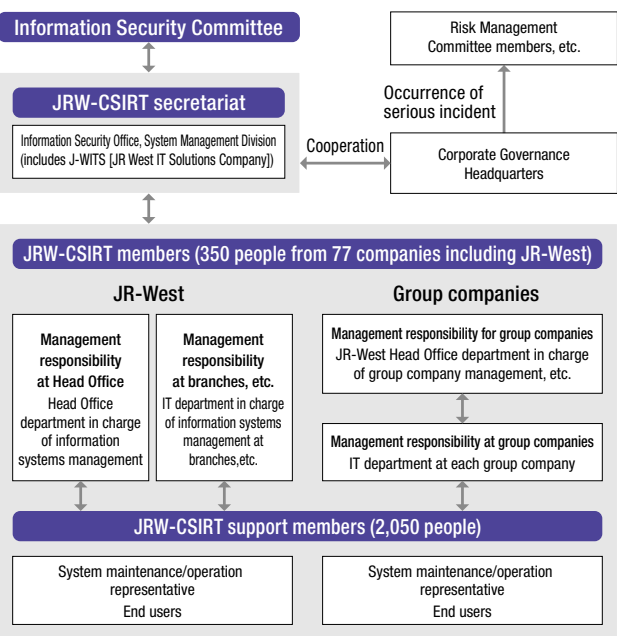 Information Security Committee
Risk Management
Committee members, etc.
JRW-CSIRT secretariat
Information Security Office, System Management Division
(includes J-WITS [JR West IT Solutions Company])
Occurrence of
serious incident
Cooperation
Corporate Governance
Headquarters
JRW-CSIRT members (350 people from 77 companies including JR-West)
JR-West
Management
responsibility
at Head Office
Head Office
department in charge
of information
systems management
Management
responsibility
at branches, etc.
IT department in charge
of information systems
management at
branches,etc.
Group companies
Management responsibility for group companies
JR-West Head Office department in charge
of group company management, etc.
Management responsibility at group companies
IT department at each group company
JRW-CSIRT support members (2,050 people)
System maintenance/operation
representative
End users
System maintenance/operation
representative
End users